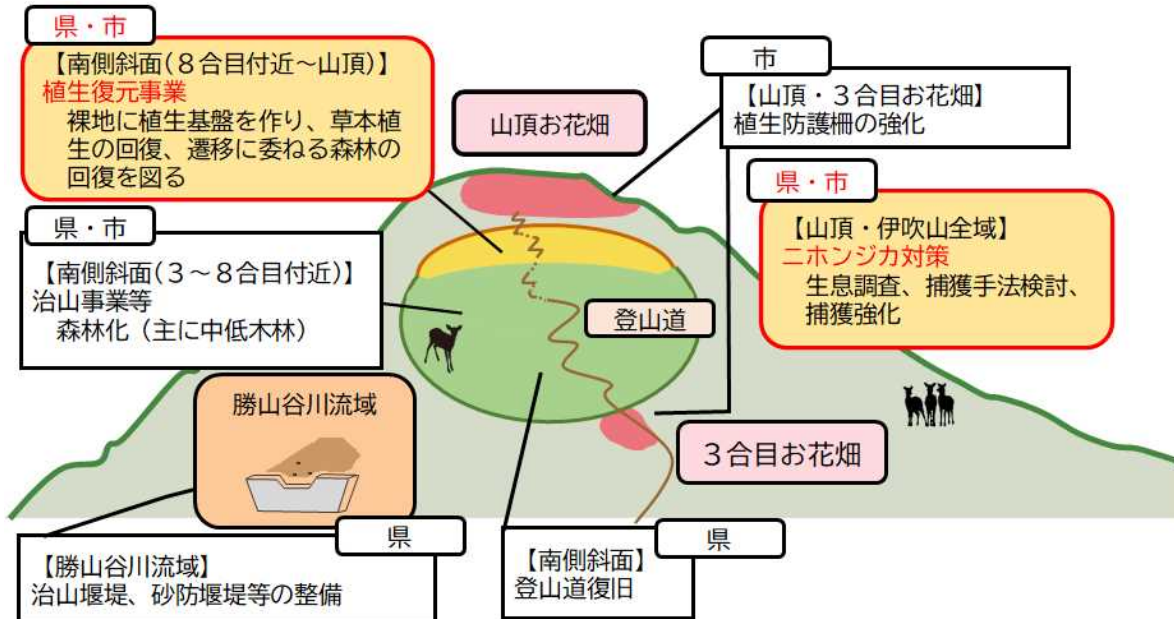 県・市
【南側斜面（８合目付近～山頂）】
植生復元事業
裸地に植生基盤を作り、草本植
生の回復、遷移に委ねる森林の
回復を図る
山頂お花畑
市
【山頂・３合目お花畑】
植生防護柵の強化
県・市
【山頂・伊吹山全域】
ニホンジカ対策
生息調査、捕獲手法検討、
捕獲強化
県・市
【南側斜面（３～８合目付近）】
治山事業等
森林化（主に中低木林）
登山道
勝山谷川流域
３合目お花畑
県
【勝山谷川流域】
治山堰堤、砂防堰堤等の整備
県
【南側斜面】
登山道復旧